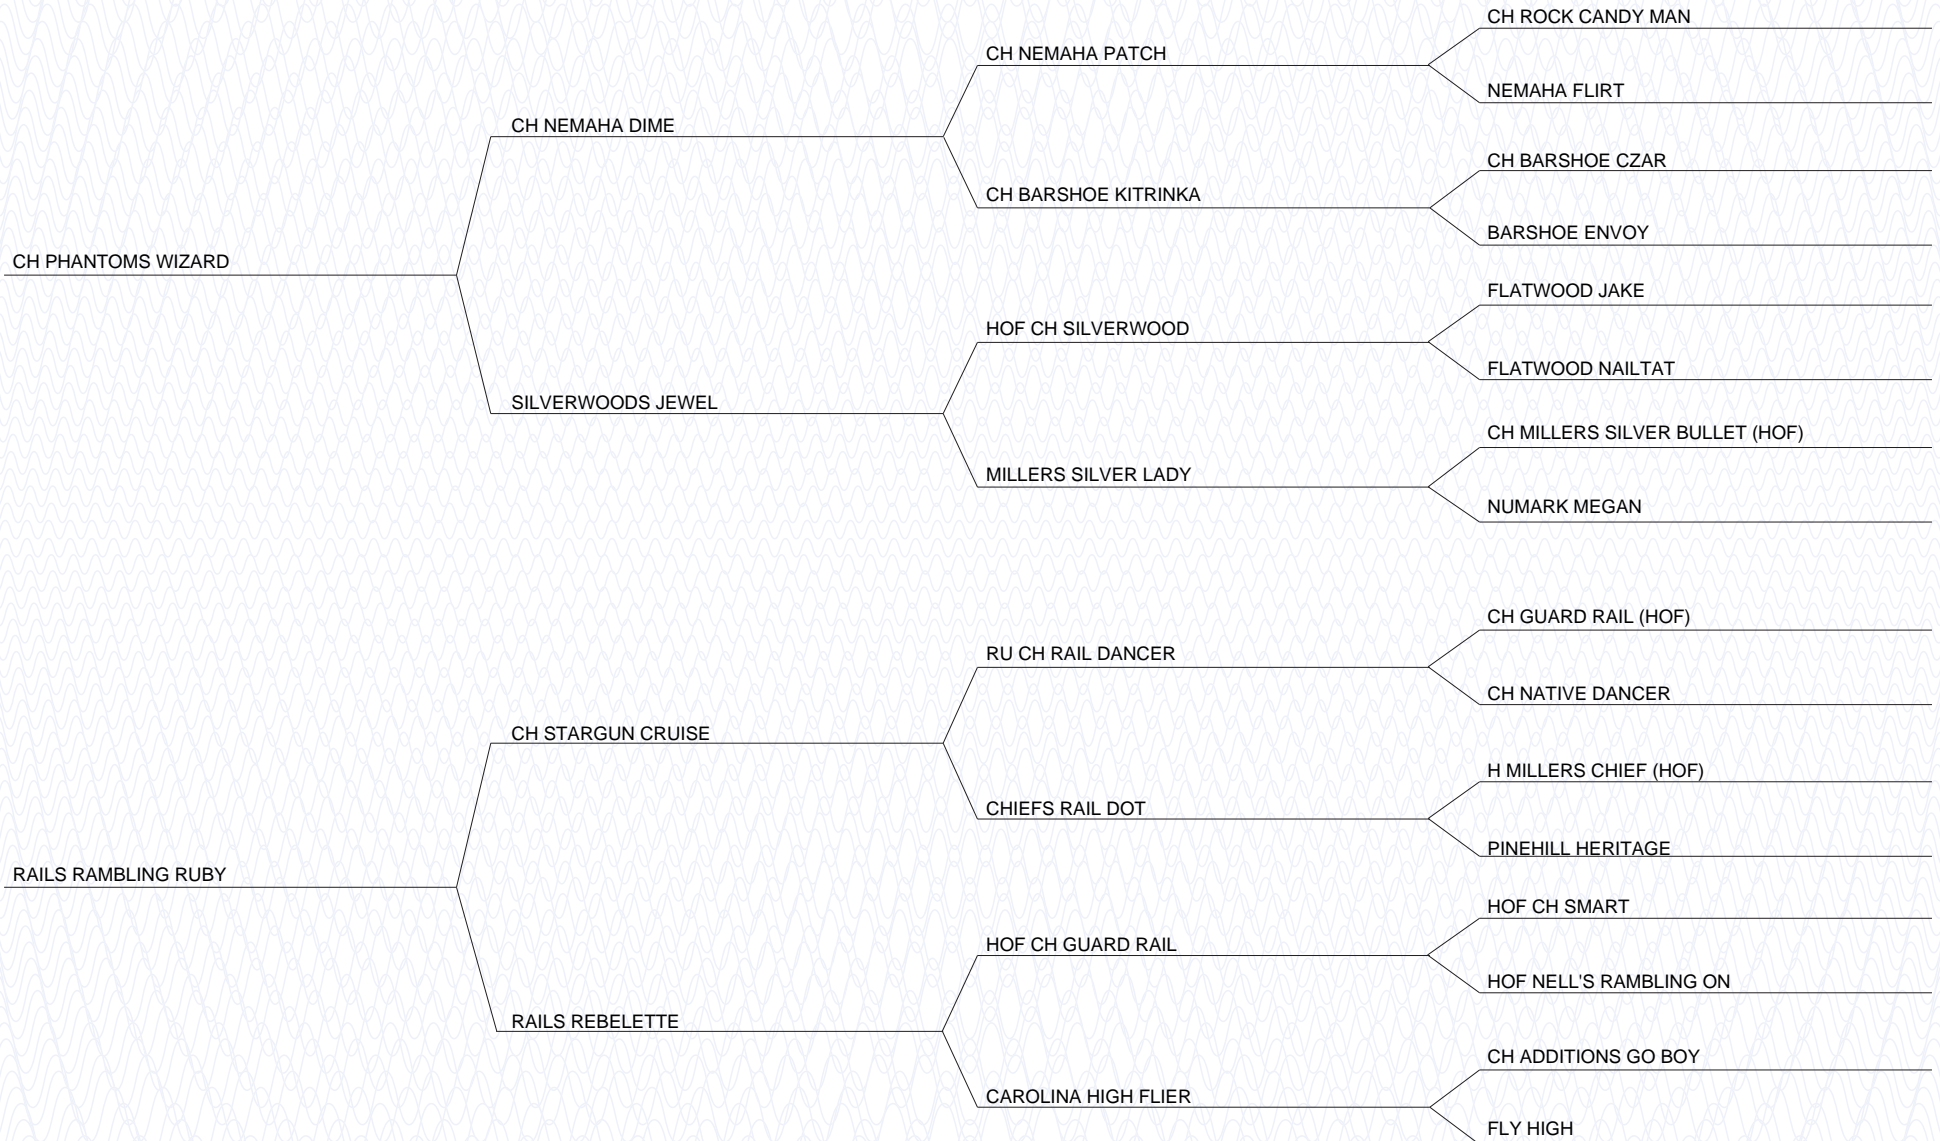 CH ROCK CANDY MAN
CH NEMAHA PATCH
NEMAHA FLIRT
CH NEMAHA DIME
CH BARSHOE CZAR
CH BARSHOE KITRINKA
BARSHOE ENVOY
CH PHANTOMS WIZARD
FLATWOOD JAKE
HOF CH SILVERWOOD
FLATWOOD NAILTAT
SILVERWOODS JEWEL
CH MILLERS SILVER BULLET (HOF)
MILLERS SILVER LADY
NUMARK MEGAN
CH GUARD RAIL (HOF)
RU CH RAIL DANCER
CH NATIVE DANCER
CH STARGUN CRUISE
H MILLERS CHIEF (HOF)
CHIEFS RAIL DOT
PINEHILL HERITAGE
RAILS RAMBLING RUBY
HOF CH SMART
HOF CH GUARD RAIL
HOF NELL'S RAMBLING ON
RAILS REBELETTE
CH ADDITIONS GO BOY
CAROLINA HIGH FLIER
FLY HIGH